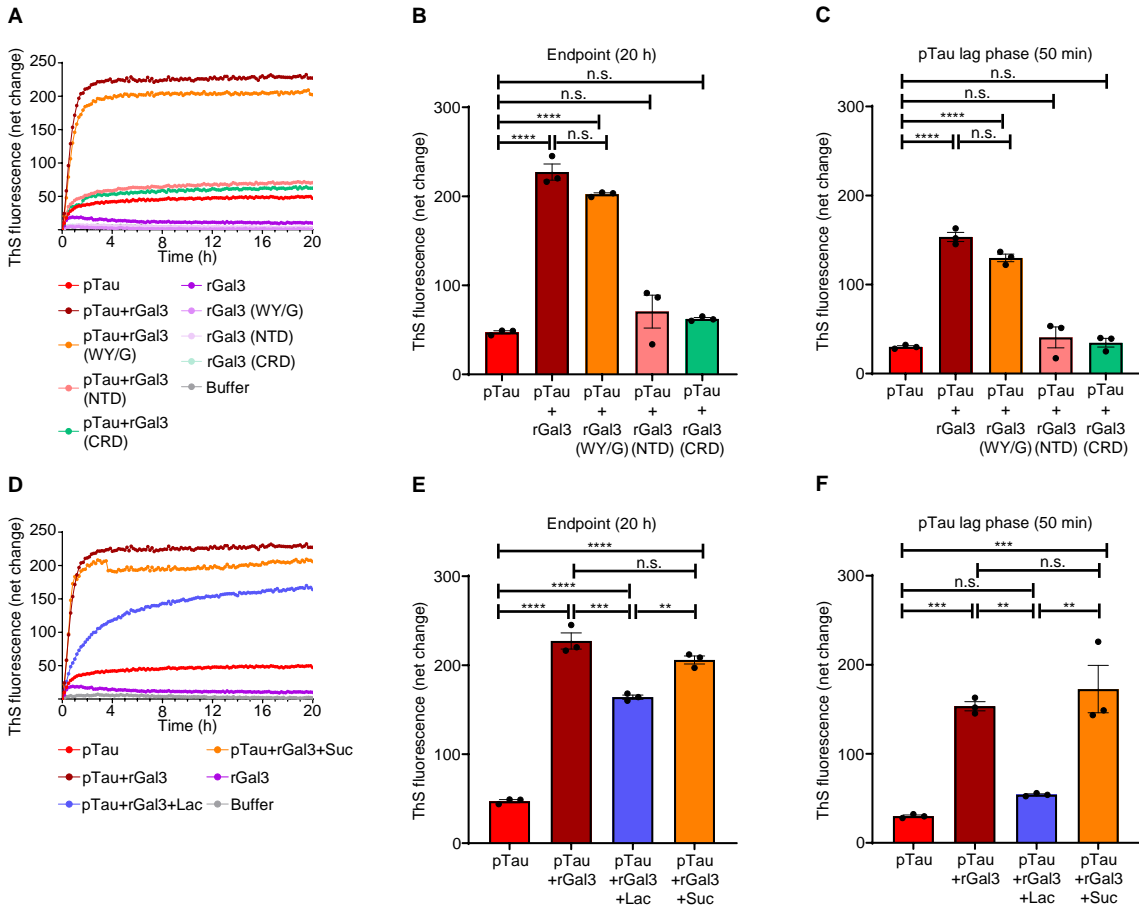 A
ThS fluorescence (net change)
250
200
150
100
50
0
4
8
12
16
20
Time (h)
pTau
pTau+rGal3
pTau+rGal3
(WY/G)
pTau+rGal3
(NTD)
pTau+rGal3
(CRD)
rGal3
rGal3 (WY/G)
rGal3 (NTD)
rGal3 (CRD)
Buffer
B
Endpoint (20 h)
n.s.
n.s.
****
****
n.s.
ThS fluorescence (net change)
300
200
100
0
pTau
pTau
+
rGal3
pTau
+
rGal3
(WY/G)
pTau
+
rGal3
(NTD)
pTau
+
rGal3
(CRD)
C
pTau lag phase (50 min)
n.s.
n.s.
****
****
n.s.
ThS fluorescence (net change)
300
200
100
0
pTau
pTau
+
rGal3
pTau
+
rGal3
(WY/G)
pTau
+
rGal3
(NTD)
pTau
+
rGal3
(CRD)
D
ThS fluorescence (net change)
250
200
150
100
50
0
4
8
12
16
20
Time (h)
pTau
pTau+rGal3
pTau+rGal3+Lac
pTau+rGal3+Suc
rGal3
Buffer
E
Endpoint (20 h)
****
n.s.
****
****
***
**
ThS fluorescence (net change)
300
200
100
0
pTau
pTau
+rGal3
pTau
+rGal3
+Lac
pTau
+rGal3
+Suc
F
pTau lag phase (50 min)
***
n.s.
n.s.
***
**
**
ThS fluorescence (net change)
300
200
100
0
pTau
pTau
+rGal3
pTau
+rGal3
+Lac
pTau
+rGal3
+Suc